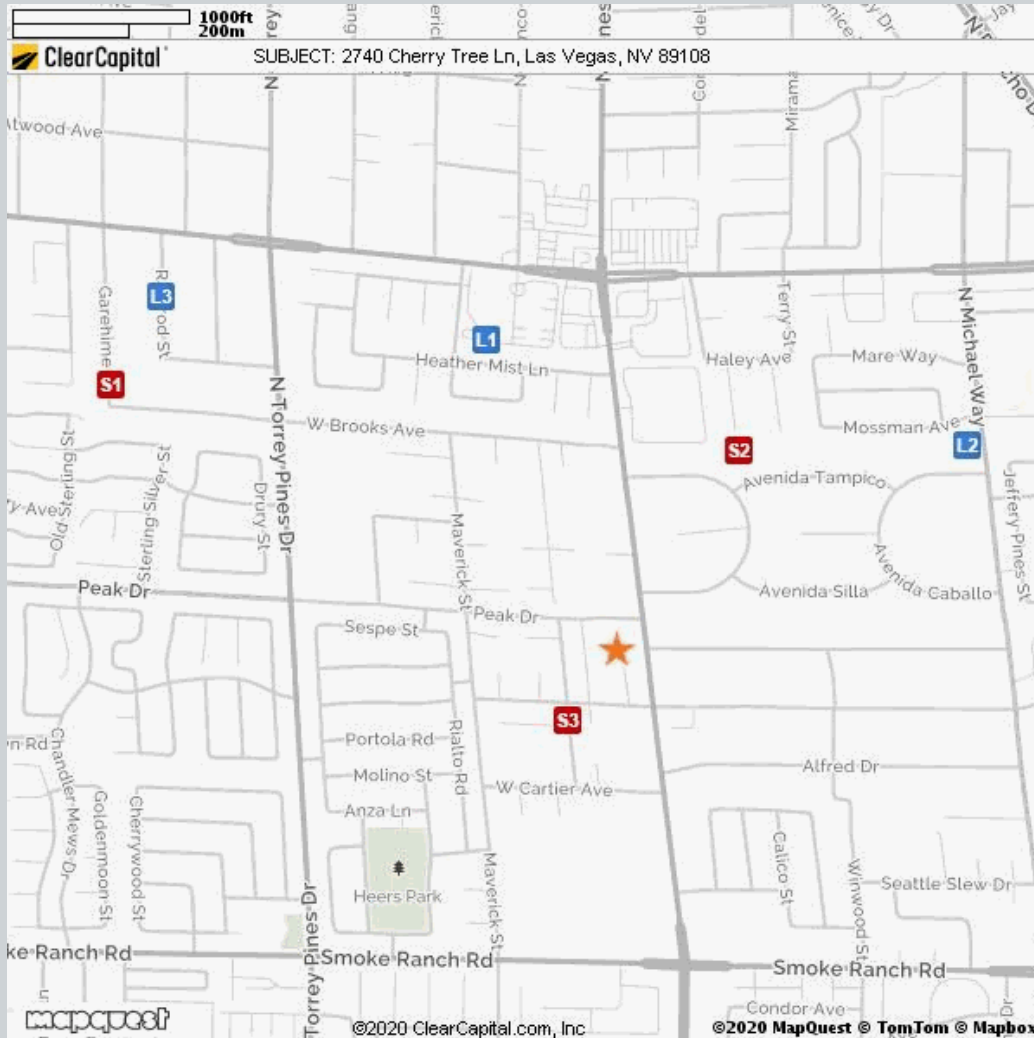 1000ft
200m
ClearCapital
SUBJECT: 2740 Cherry Tree Ln, Las Vegas, NV 89108
Atwood Ave
Garehime
L3
L1
Heather Mist Ln
S1
N Torrey Pines Dr
W Brooks Ave
Terry St
Haley Ave
Mare Way
N Michael Way
Mossman Ave
S2
L2
Avenida Tampico
Jeffery Pines St
Old Sterling St
Sterling Silver St
Drury St
Maverick St
Avenida Silla
Avenida Caballo
Peak Dr
Peak Dr
Sespe St
S3
Portola Rd
Rialto Rd
Molino St
Anza Ln
W Cartier Ave
Alfred Dr
Chandler Mews Dr
Goldenmoon St
Cherrywood St
Heers Park
Maverick St
Calico St
Winwood St
Seattle Slew Dr
Torrey Pines Dr
ke Ranch Rd
Smoke Ranch Rd
Smoke Ranch Rd
Condor Ave
mapquest
©2020 ClearCapital.com, Inc
©2020 MapQuest © TomTom © Mapbox